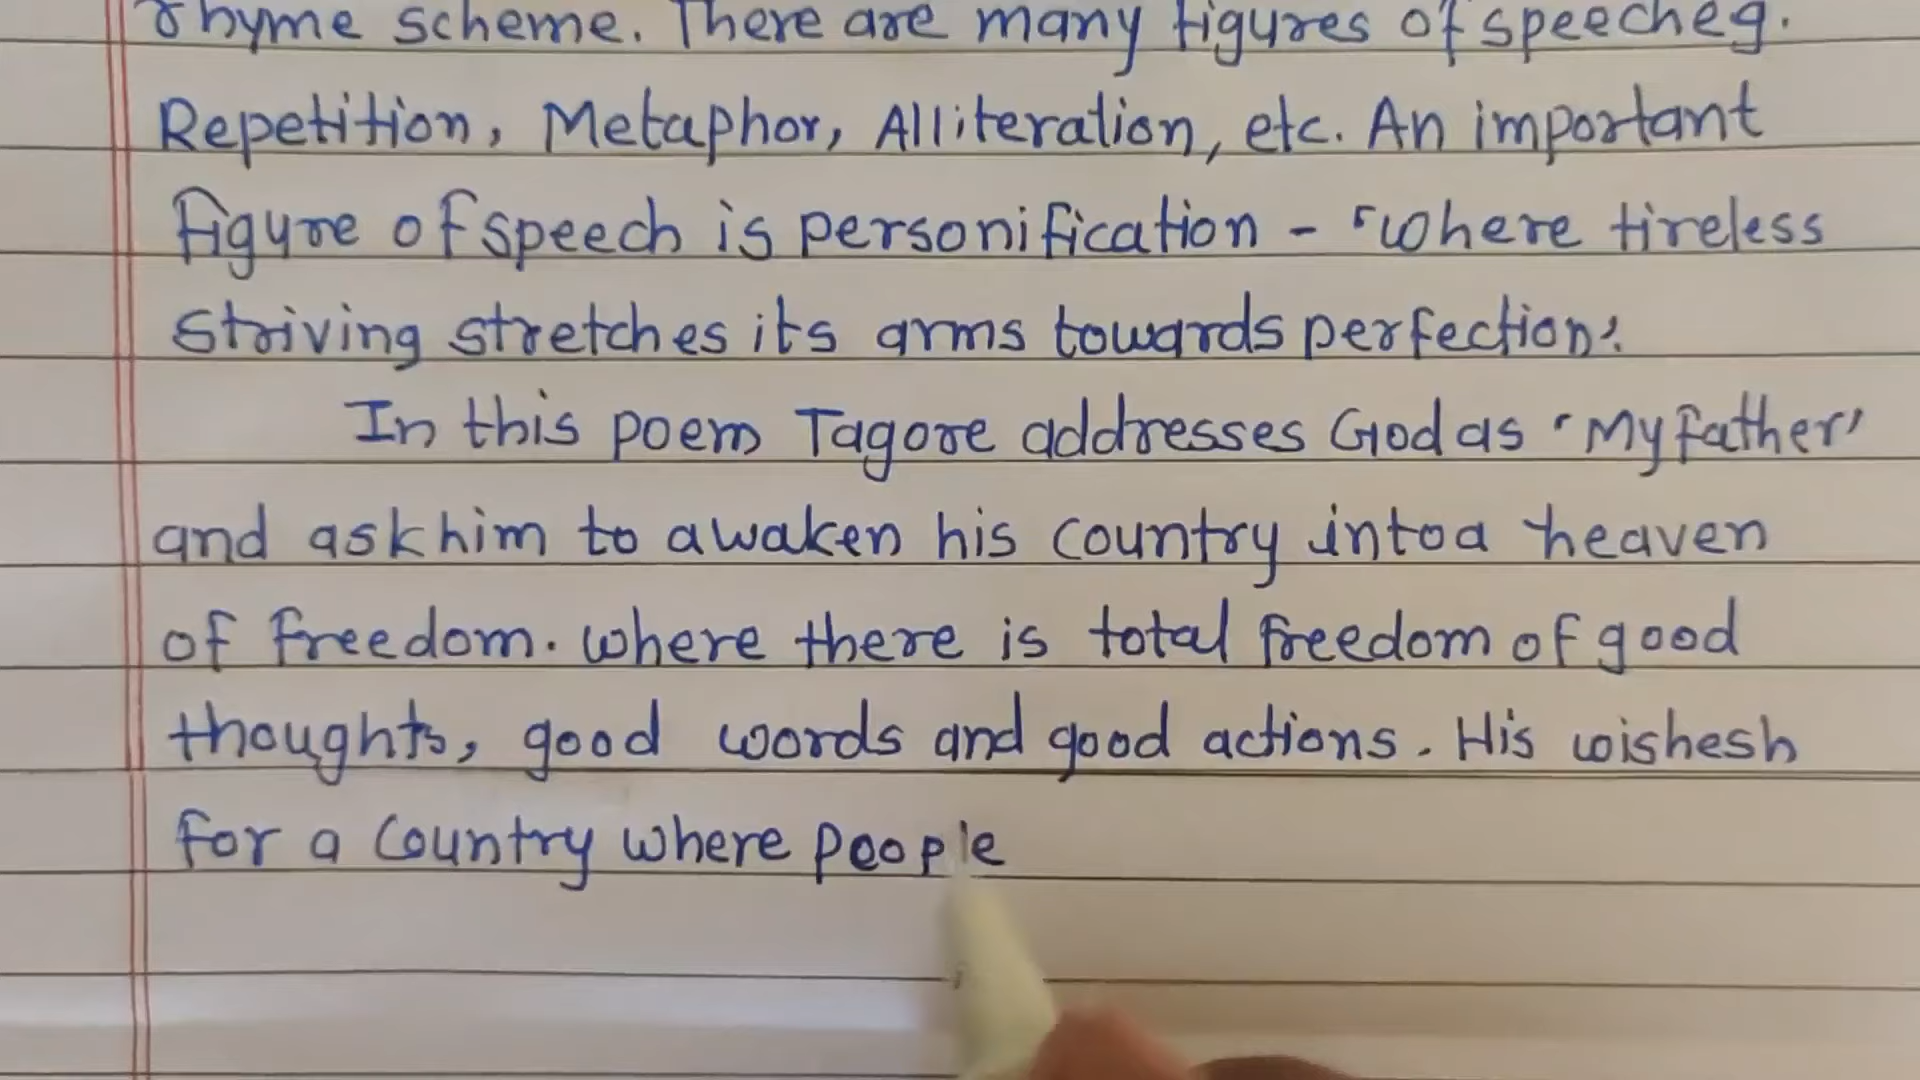 rhyme scheme. There are many figures of speech eg.
Repetition, Metaphor, Alliteration, etc. An important
figure of speech is personification - 'where tireless
striving stretches its arms towards perfection'.
In this poem Tagore addresses God as 'My father'
and ask him to awaken his country into a heaven
of freedom. where there is total freedom of good
thoughts, good words and good actions. His wishesh
for a country where people